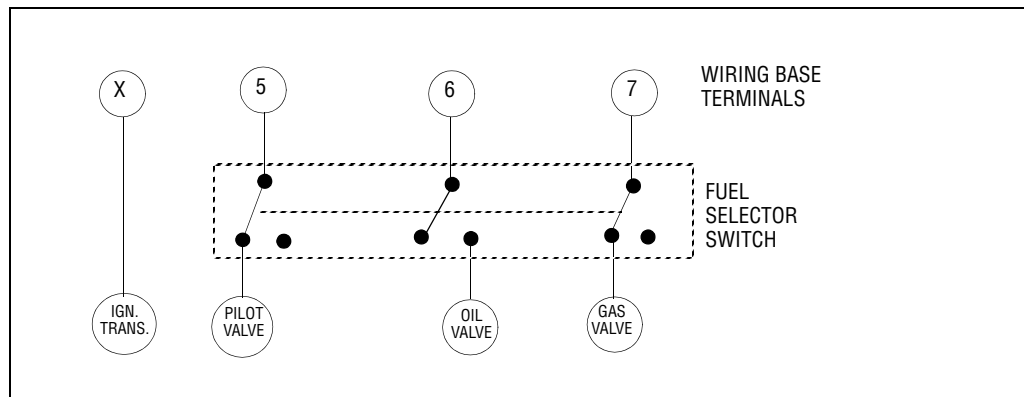 X
5
6
7
WIRING BASE
TERMINALS
FUEL
SELECTOR
SWITCH
IGN.
TRANS.
PILOT
VALVE
OIL
VALVE
GAS
VALVE